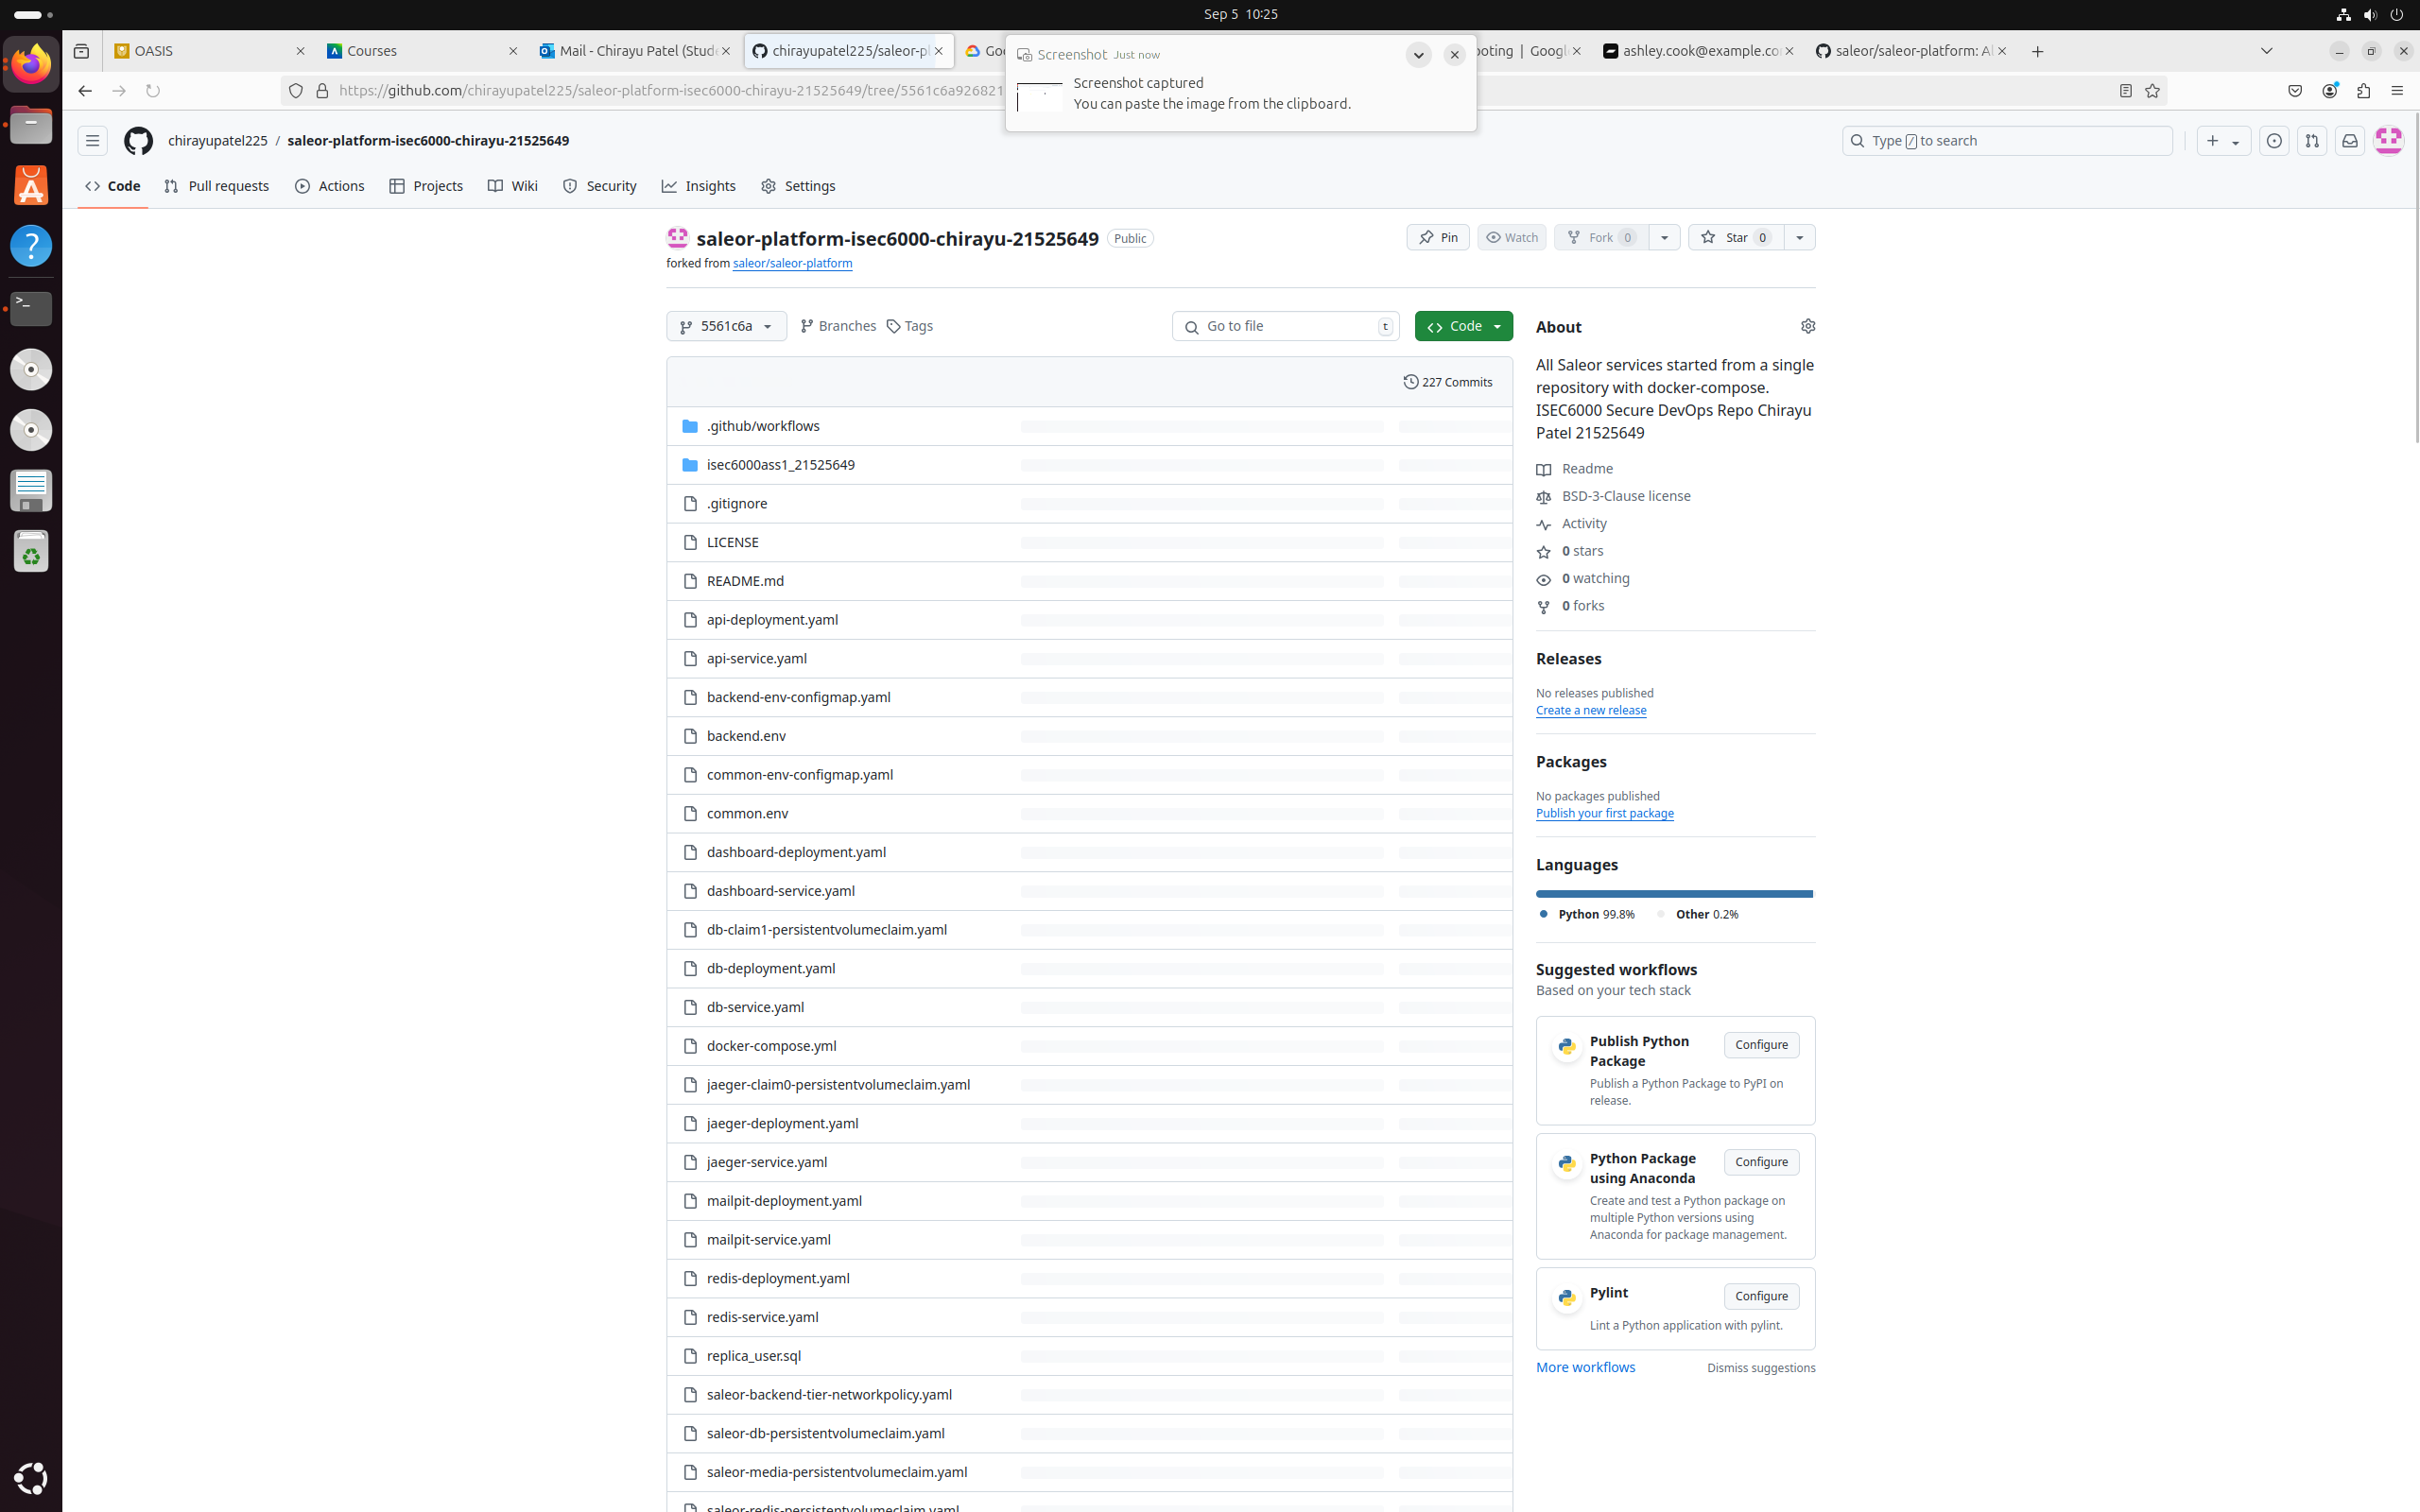 Sep 5 10:25
OASIS
Courses
Mail - Chirayu Patel (Stude
chirayupatel225/saleor-pl
Goo
ooting | Googl
ashley.cook@example.co
saleor/saleor-platform: Al
Screenshot Just now
Screenshot captured
You can paste the image from the clipboard.
https://github.com/chirayupatel225/saleor-platform-isec6000-chirayu-21525649/tree/5561c6a926821
chirayupatel225 / saleor-platform-isec6000-chirayu-21525649
Type / to search
Code
Pull requests
Actions
Projects
Wiki
Security
Insights
Settings
saleor-platform-isec6000-chirayu-21525649 Public
forked from saleor/saleor-platform
Pin
Watch
Fork 0
Star 0
5561c6a
Branches
Tags
Go to file t
Code
227 Commits
.github/workflows
isec6000ass1_21525649
.gitignore
LICENSE
README.md
api-deployment.yaml
api-service.yaml
backend-env-configmap.yaml
backend.env
common-env-configmap.yaml
common.env
dashboard-deployment.yaml
dashboard-service.yaml
db-claim1-persistentvolumeclaim.yaml
db-deployment.yaml
db-service.yaml
docker-compose.yml
jaeger-claim0-persistentvolumeclaim.yaml
jaeger-deployment.yaml
jaeger-service.yaml
mailpit-deployment.yaml
mailpit-service.yaml
redis-deployment.yaml
redis-service.yaml
replica_user.sql
saleor-backend-tier-networkpolicy.yaml
saleor-db-persistentvolumeclaim.yaml
saleor-media-persistentvolumeclaim.yaml
saleor-redis-persistentvolumeclaim.yaml
About
All Saleor services started from a single
repository with docker-compose.
ISEC6000 Secure DevOps Repo Chirayu
Patel 21525649
Readme
BSD-3-Clause license
Activity
0 stars
0 watching
0 forks
Releases
No releases published
Create a new release
Packages
No packages published
Publish your first package
Languages
Python 99.8%
Other 0.2%
Suggested workflows
Based on your tech stack
Publish Python
Package
Configure
Publish a Python Package to PyPI on
release.
Python Package
using Anaconda
Configure
Create and test a Python package on
multiple Python versions using
Anaconda for package management.
Pylint
Configure
Lint a Python application with pylint.
More workflows
Dismiss suggestions